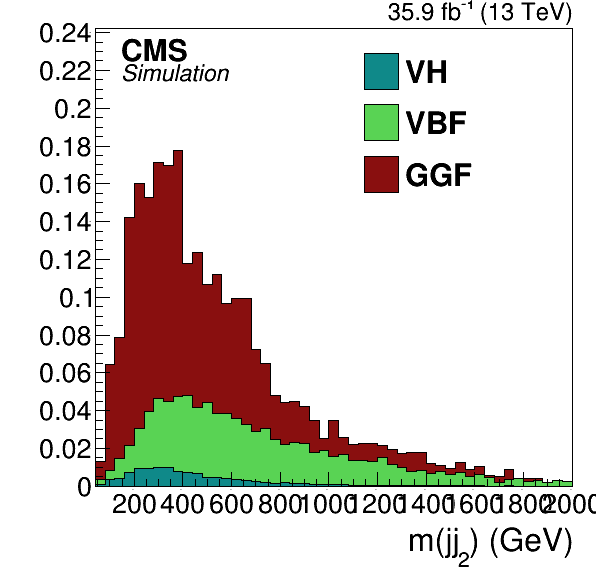 35.9 fb⁻¹ (13 TeV)
0.24
CMS
Simulation
0.22
0.2
0.18
0.16
0.14
0.12
0.1
0.08
0.06
0.04
0.02
0
VH
VBF
GGF
200 400 600 800 1000 1200 1400 1600 1800 2000
m(jj₂) (GeV)